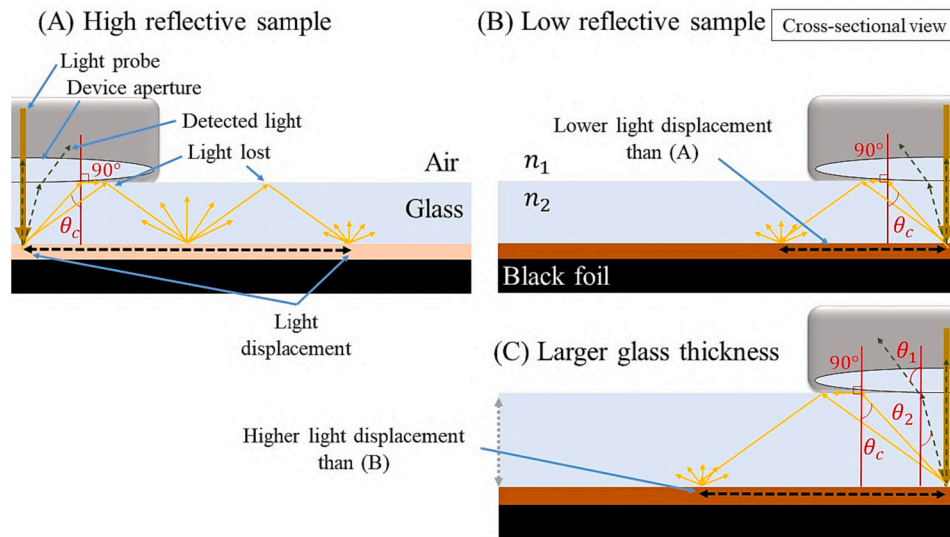 (A) High reflective sample
Light probe
Device aperture
Detected light
Light lost
90°
θc
Air
Glass
Light
displacement
(B) Low reflective sample
Cross-sectional view
Lower light displacement
than (A)
n1
n2
90°
θc
Black foil
(C) Larger glass thickness
Higher light displacement
than (B)
90°
θ1
θ2
θc